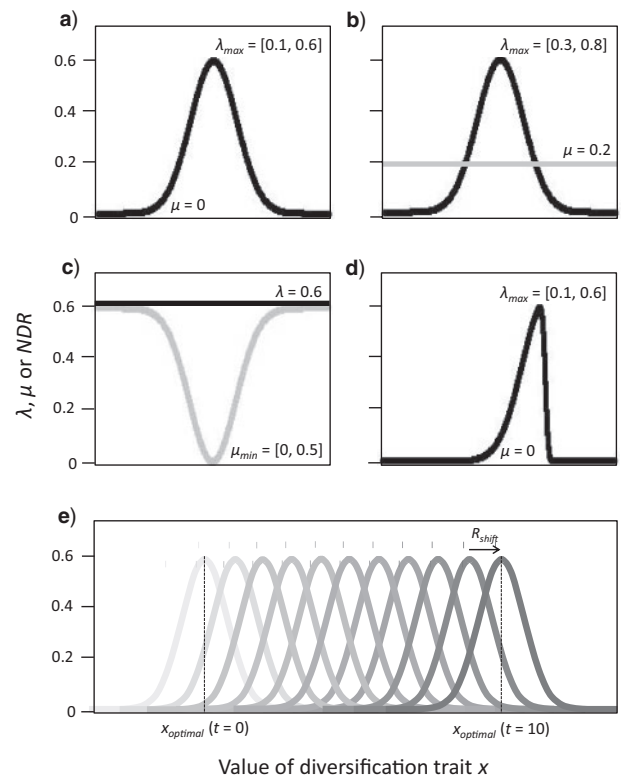 a)
λmax = [0.1, 0.6]
0.6
0.4
0.2
0
μ = 0
b)
λmax = [0.3, 0.8]
μ = 0.2
c)
λ = 0.6
0.6
0.4
0.2
0
μmin = [0, 0.5]
d)
λmax = [0.1, 0.6]
μ = 0
λ, μ or NDR
e)
Rshift
0.6
0.4
0.2
0
xoptimal (t = 0)
xoptimal (t = 10)
Value of diversification trait x